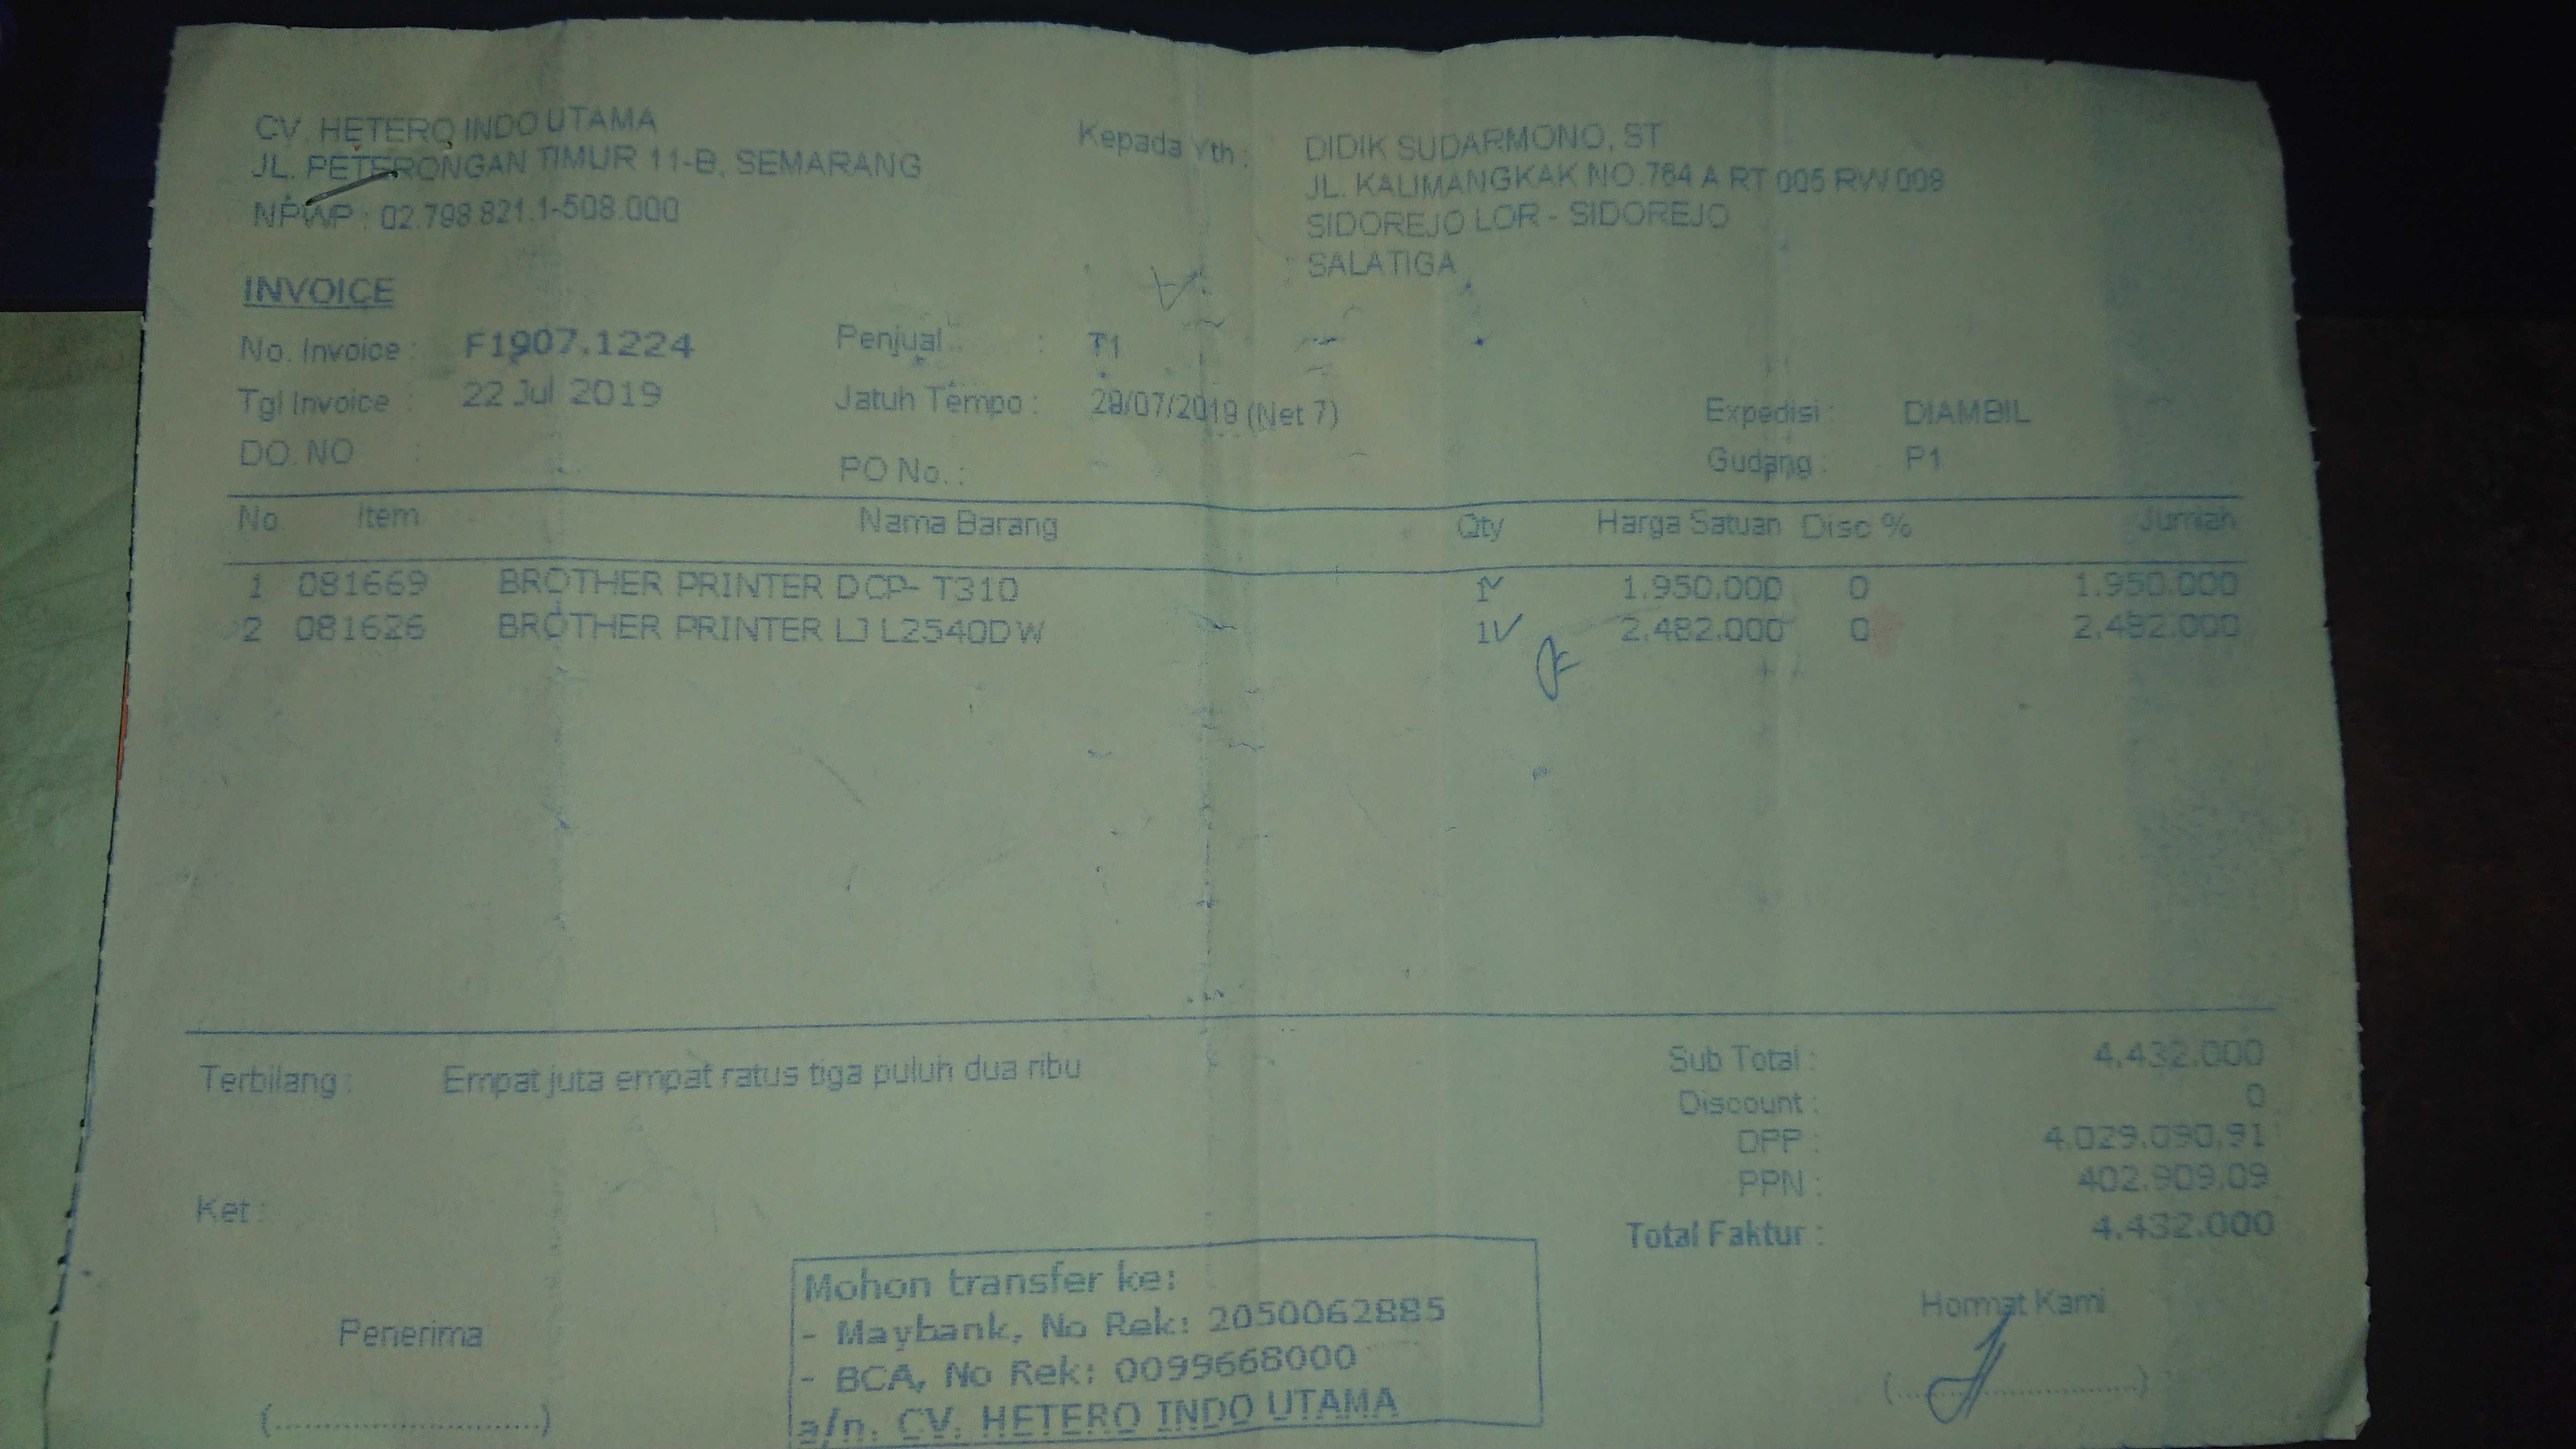 CV. HETERO INDO UTAMA
JL. PETERONGAN TIMUR 11-B, SEMARANG
NPWP : 02.798.821.1-508.000
Kepada Yth : DIDIK SUDARMONO, ST
JL. KALIMANGKAK NO.764 A RT 005 RW 009
SIDOREJO LOR - SIDOREJO
: SALATIGA
INVOICE
No. Invoice : F1907.1224 Penjual : T1
Tgl Invoice : 22 Jul 2019 Jatuh Tempo : 29/07/2019 (Net 7) Expedisi : DIAMBIL
DO. NO : PO No. : Gudang : P1
No. Item Nama Barang Qty Harga Satuan Disc % Jumlah
1 081669 BROTHER PRINTER DCP- T310 1 1.950.000 0 1.950.000
2 081626 BROTHER PRINTER LJ L2540DW 1 2.482.000 0 2.482.000
Terbilang : Empat juta empat ratus tiga puluh dua ribu
Sub Total : 4.432.000
Discount : 0
DPP : 4.029.090,91
PPN : 402.909,09
Total Faktur : 4.432.000
Ket :
Penerima
(..............................)
Mohon transfer ke:
- Maybank, No Rek: 2050062885
- BCA, No Rek: 0099668000
a/n. CV. HETERO INDO UTAMA
Hormat Kami
(..............................)